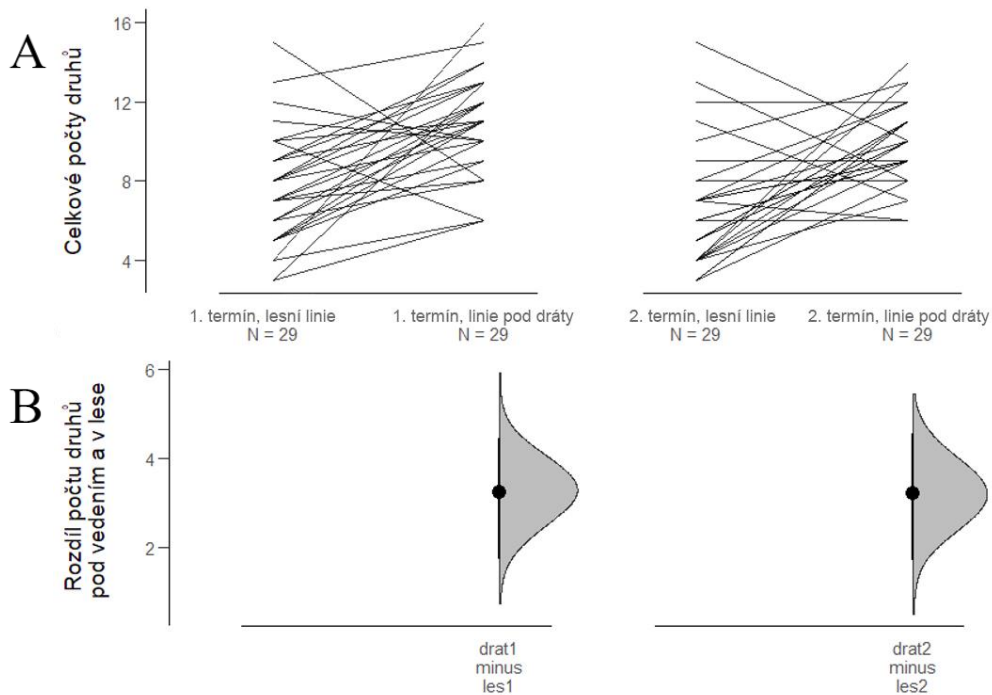 A
Celkové počty druhů
16
12
8
4
1. termín, lesní linie
N = 29
1. termín, linie pod dráty
N = 29
2. termín, lesní linie
N = 29
2. termín, linie pod dráty
N = 29
B
Rozdíl počtu druhů
pod vedením a v lese
6
4
2
drat1
minus
les1
drat2
minus
les2